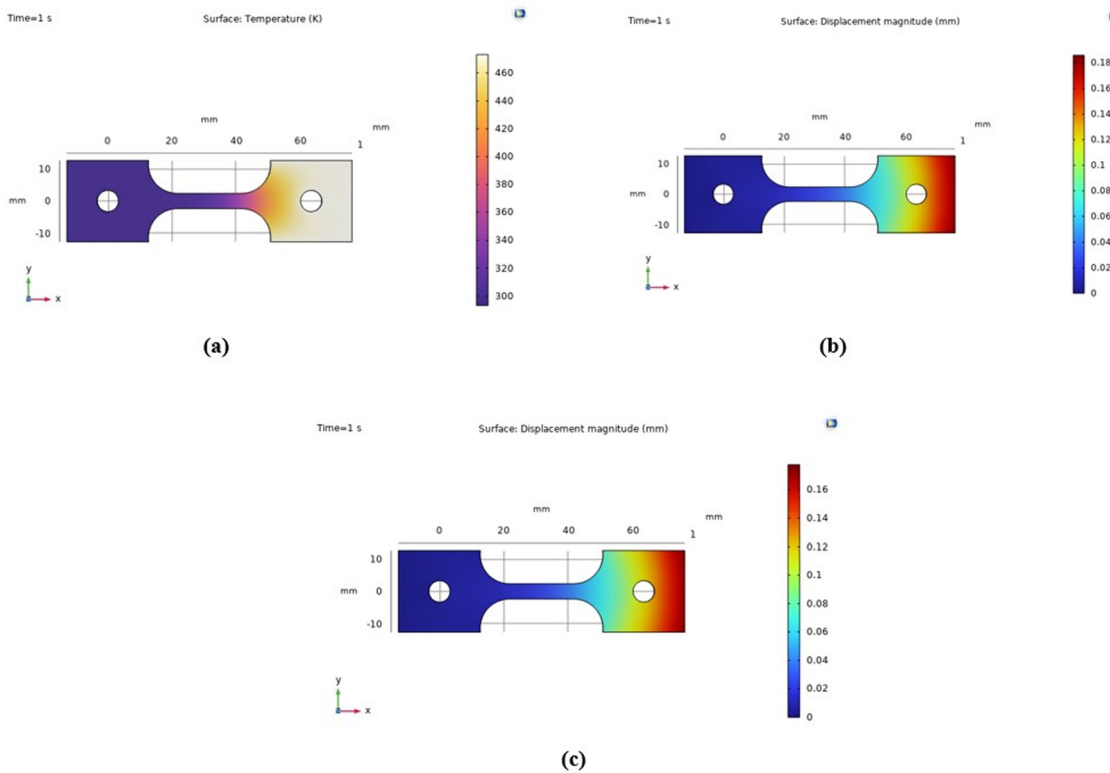 Time=1 s Surface: Temperature (K)
mm
mm
0 20 40 60 1
10
mm 0
-10
y
x
460
440
420
400
380
360
340
320
300
(a)
Time=1 s Surface: Displacement magnitude (mm)
mm
mm
0 20 40 60 1
10
mm 0
-10
y
x
0.18
0.16
0.14
0.12
0.1
0.08
0.06
0.04
0.02
0
(b)
Time=1 s Surface: Displacement magnitude (mm)
mm
mm
0 20 40 60 1
10
mm 0
-10
y
x
0.16
0.14
0.12
0.1
0.08
0.06
0.04
0.02
0
(c)